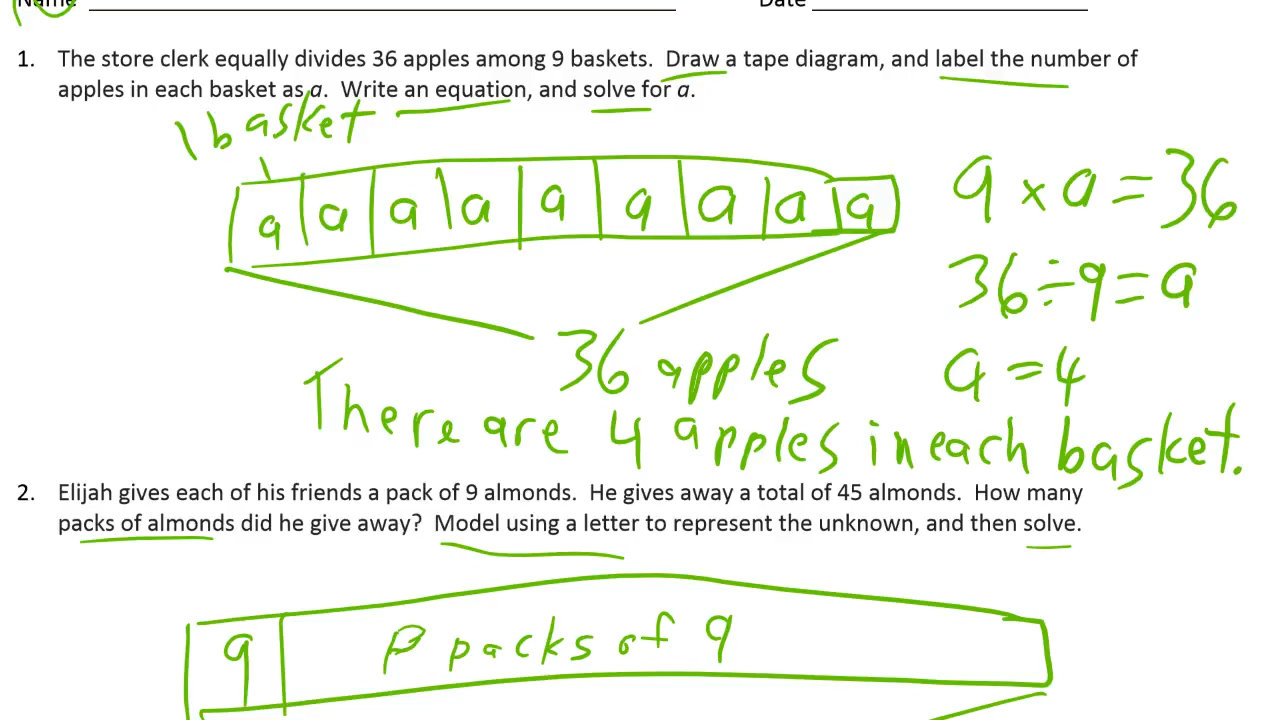 Name Date
1. The store clerk equally divides 36 apples among 9 baskets. Draw a tape diagram, and label the number of
apples in each basket as a. Write an equation, and solve for a.
1 basket
a a a a a a a a a
9 × a = 36
36 ÷ 9 = a
36 apples
a = 4
There are 4 apples in each basket.
2. Elijah gives each of his friends a pack of 9 almonds. He gives away a total of 45 almonds. How many
packs of almonds did he give away? Model using a letter to represent the unknown, and then solve.
9 p packs of 9